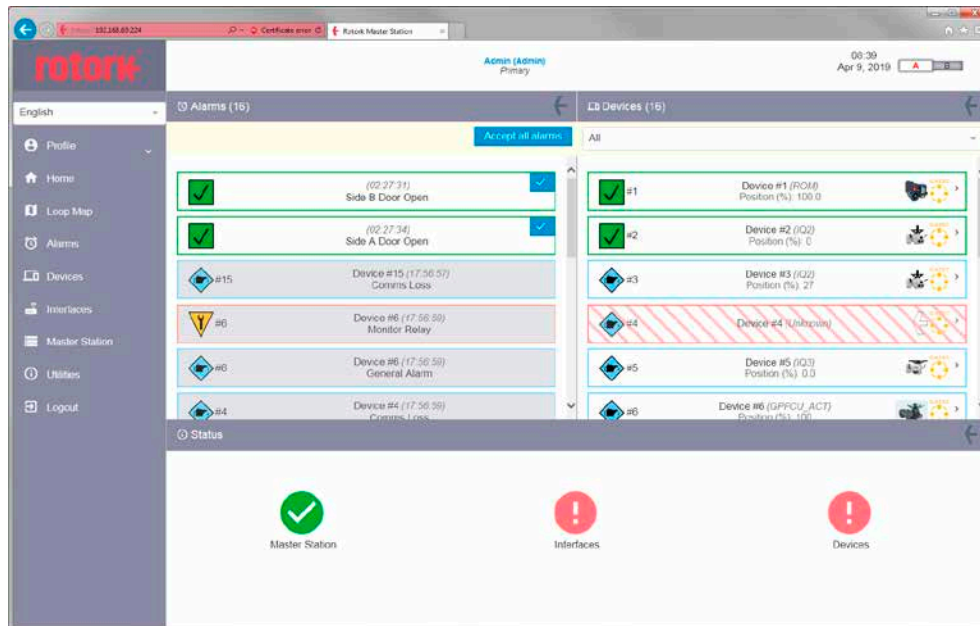 192.168.60.224
Certificate error
Rotork Master Station
rotork
Admin (Admin)
Primary
08:39
Apr 9, 2019
A
B
English
Profile
Home
Loop Map
Alarms
Devices
Interfaces
Master Station
Utilities
Logout
Alarms (16)
Accept all alarms
(02:27:31)
Side B Door Open
(02:27:34)
Side A Door Open
#15
Device #15 (17:56:57)
Comms Loss
#6
Device #6 (17:56:59)
Monitor Relay
#6
Device #6 (17:56:59)
General Alarm
#4
Device #4 (17:56:59)
Comms Loss
Devices (16)
All
#1
Device #1 (ROM)
Position (%): 100.0
#2
Device #2 (IQ2)
Position (%): 0
#3
Device #3 (IQ2)
Position (%): 27
#4
Device #4 (Unknown)
#5
Device #5 (IQ3)
Position (%): 0.0
#6
Device #6 (GPFCU_ACT)
Position (%): 100
Status
Master Station
Interfaces
Devices